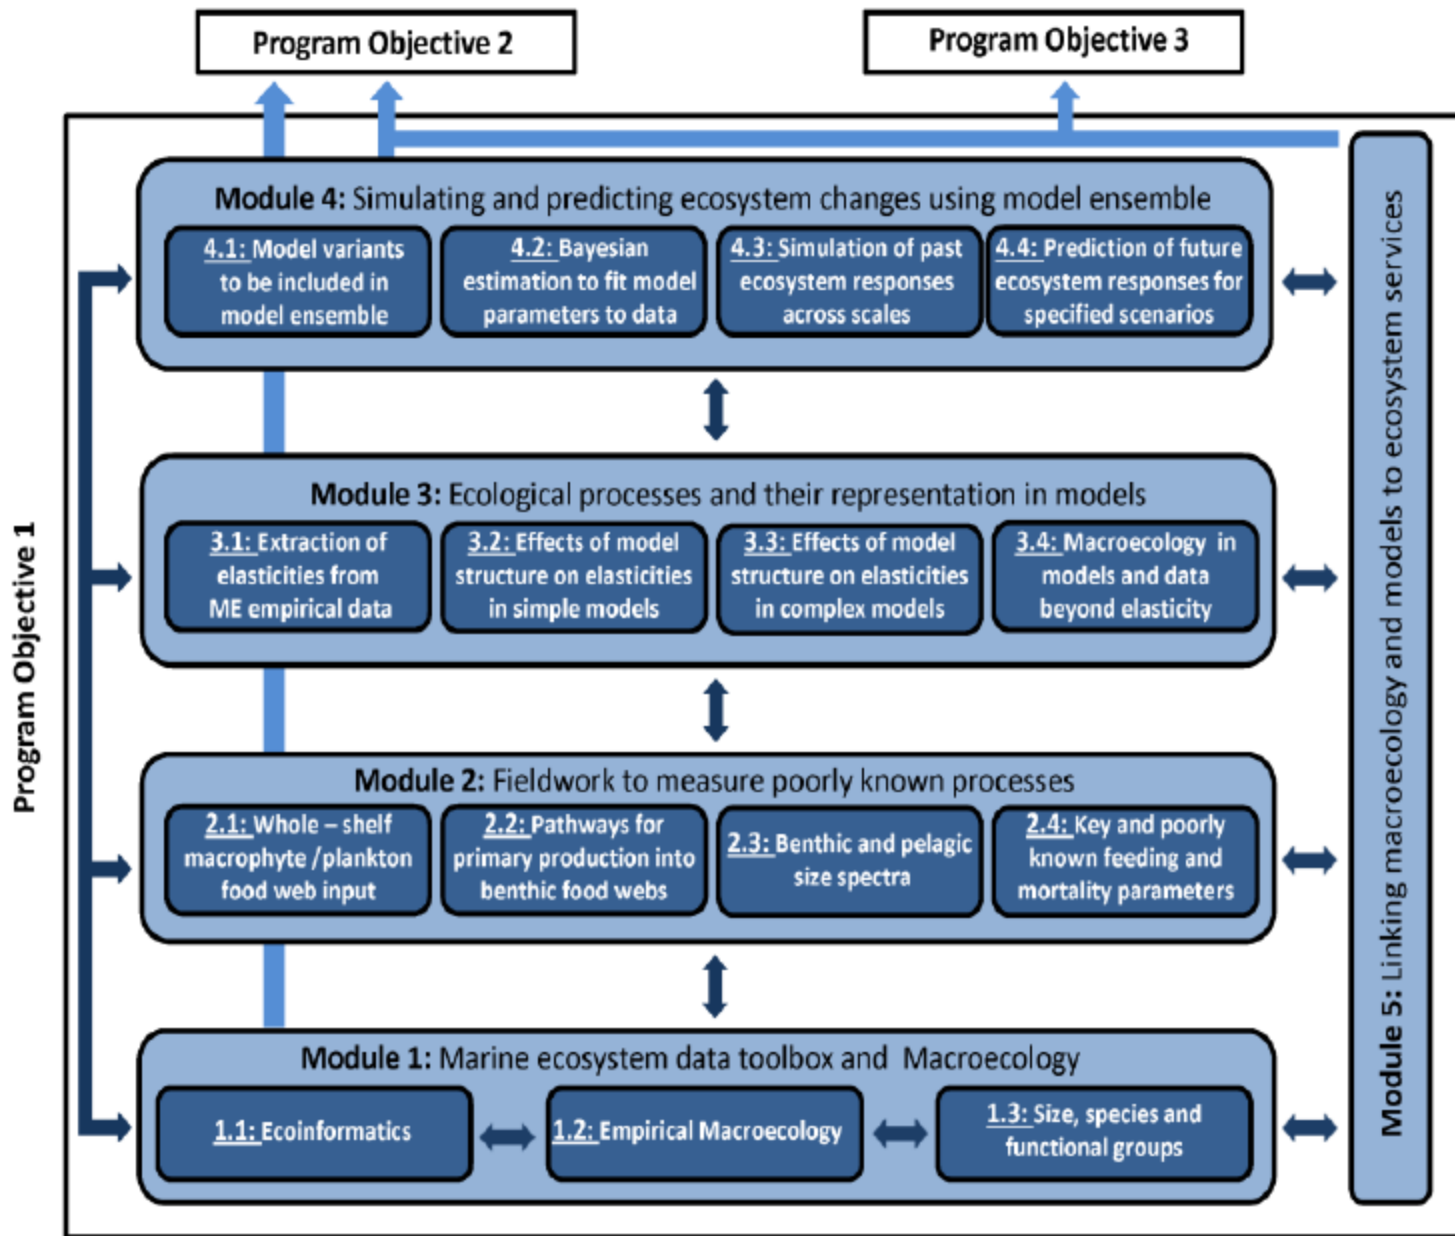 Program Objective 2
Program Objective 3
Module 4: Simulating and predicting ecosystem changes using model ensemble
4.1: Model variants
to be included in
model ensemble
4.2: Bayesian
estimation to fit model
parameters to data
4.3: Simulation of past
ecosystem responses
across scales
4.4: Prediction of future
ecosystem responses for
specified scenarios
Module 3: Ecological processes and their representation in models
3.1: Extraction of
elasticities from
ME empirical data
3.2: Effects of model
structure on elasticities
in simple models
3.3: Effects of model
structure on elasticities
in complex models
3.4: Macroecology in
models and data
beyond elasticity
Module 2: Fieldwork to measure poorly known processes
2.1: Whole – shelf
macrophyte /plankton
food web input
2.2: Pathways for
primary production into
benthic food webs
2.3: Benthic and pelagic
size spectra
2.4: Key and poorly
known feeding and
mortality parameters
Module 1: Marine ecosystem data toolbox and Macroecology
1.1: Ecoinformatics
1.2: Empirical Macroecology
1.3: Size, species and
functional groups
Program Objective 1
Module 5: Linking macroecology and models to ecosystem services